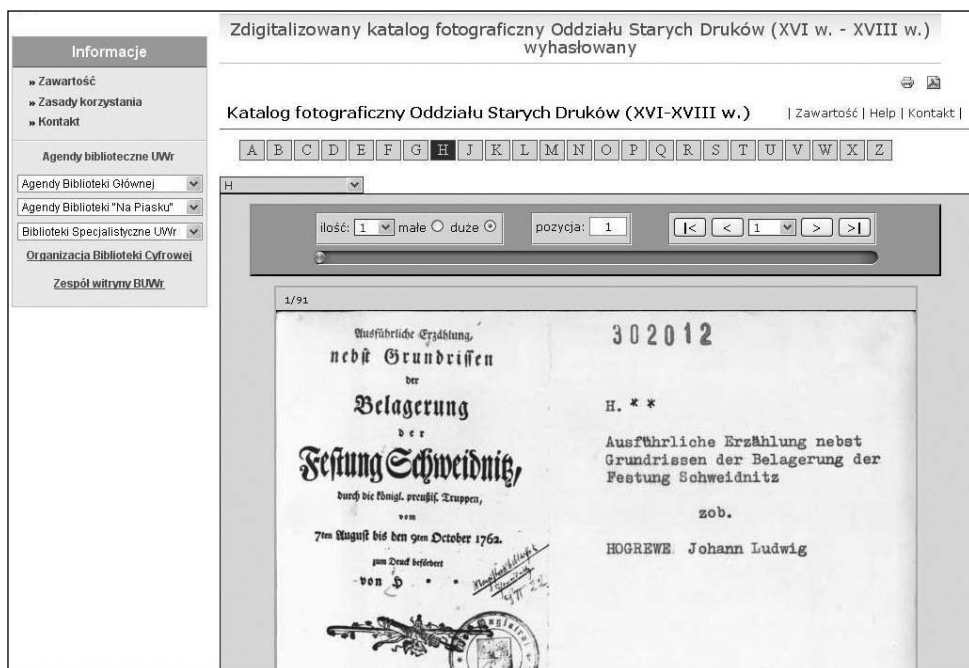 Informacje
» Zawartość
» Zasady korzystania
» Kontakt
Agendy biblioteczne UWr
Agendy Biblioteki Głównej
Agendy Biblioteki "Na Piasku"
Biblioteki Specjalistyczne UWr
Organizacja Biblioteki Cyfrowej
Zespół witryny BUWr
Zdigitalizowany katalog fotograficzny Oddziału Starych Druków (XVI w. - XVIII w.)
wyhasłowany
Katalog fotograficzny Oddziału Starych Druków (XVI-XVIII w.) | Zawartość | Help | Kontakt |
A B C D E F G H J K L M N O P Q R S T U V W X Z
H
ilość: 1 małe duże pozycja: 1 |< < 1 > >|
1/91
Ausführliche Erzählung,
nebst Grundrissen
der
Belagerung
der
Festung Schweidnitz,
durch die königl. preußis. Truppen,
vom
7ten August bis den 9ten October 1762.
zum Druck befördert
von H * *
302012
H. * *
Ausführliche Erzählung nebst
Grundrissen der Belagerung der
Festung Schweidnitz
zob.
HOGREWE Johann Ludwig